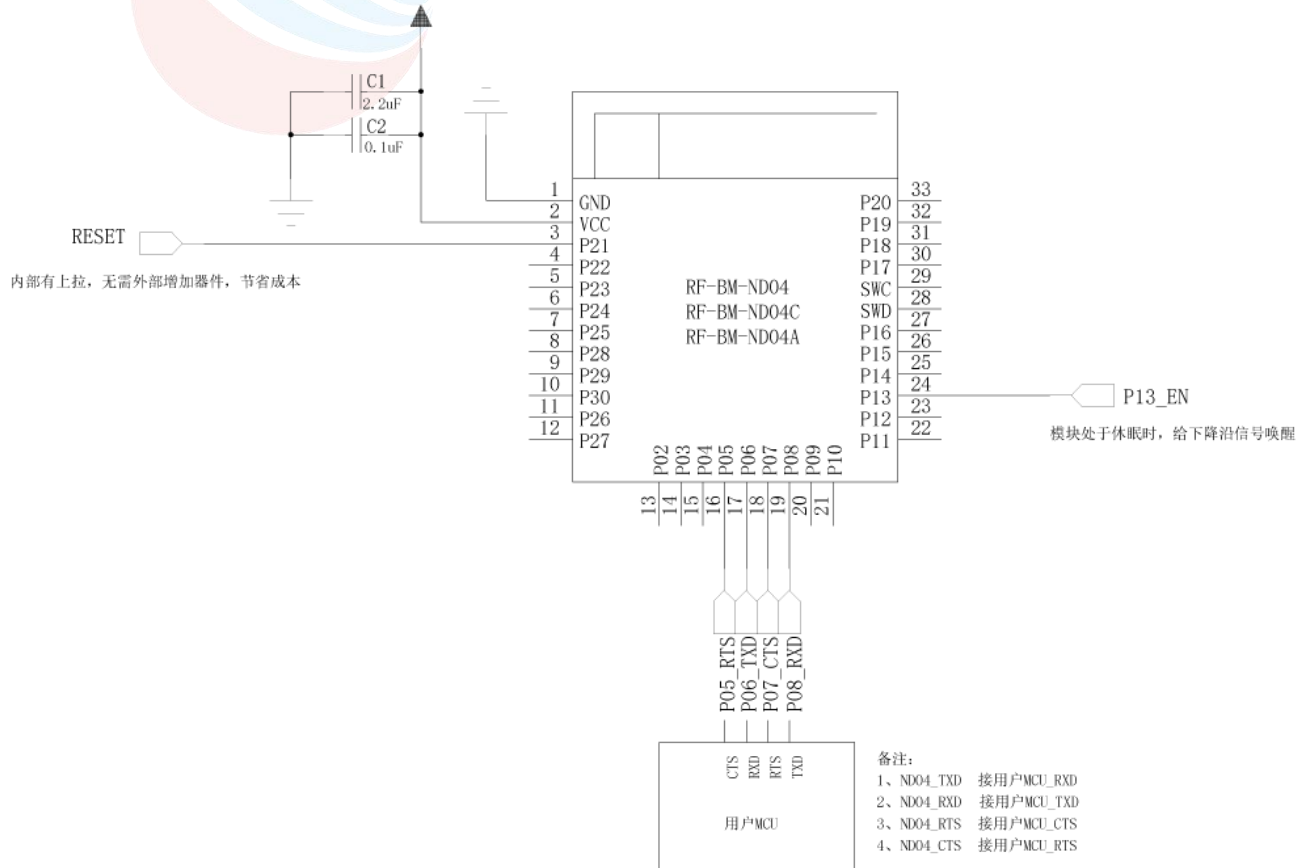 C1
2.2uF
C2
0.1uF
RESET
内部有上拉，无需外部增加器件，节省成本
1
2
3
4
5
6
7
8
9
10
11
12
GND
VCC
P21
P22
P23
P24
P25
P28
P29
P30
P26
P27
RF-BM-ND04
RF-BM-ND04C
RF-BM-ND04A
P20
P19
P18
P17
SWC
SWD
P16
P15
P14
P13
P12
P11
33
32
31
30
29
28
27
26
25
24
23
22
P13_EN
模块处于休眠时，给下降沿信号唤醒
P02
P03
P04
P05
P06
P07
P08
P09
P10
13
14
15
16
17
18
19
20
21
P05_RTS
P06_TXD
P07_CTS
P08_RXD
CTS
RXD
RTS
TXD
用户MCU
备注：
1、ND04_TXD 接用户MCU_RXD
2、ND04_RXD 接用户MCU_TXD
3、ND04_RTS 接用户MCU_CTS
4、ND04_CTS 接用户MCU_RTS